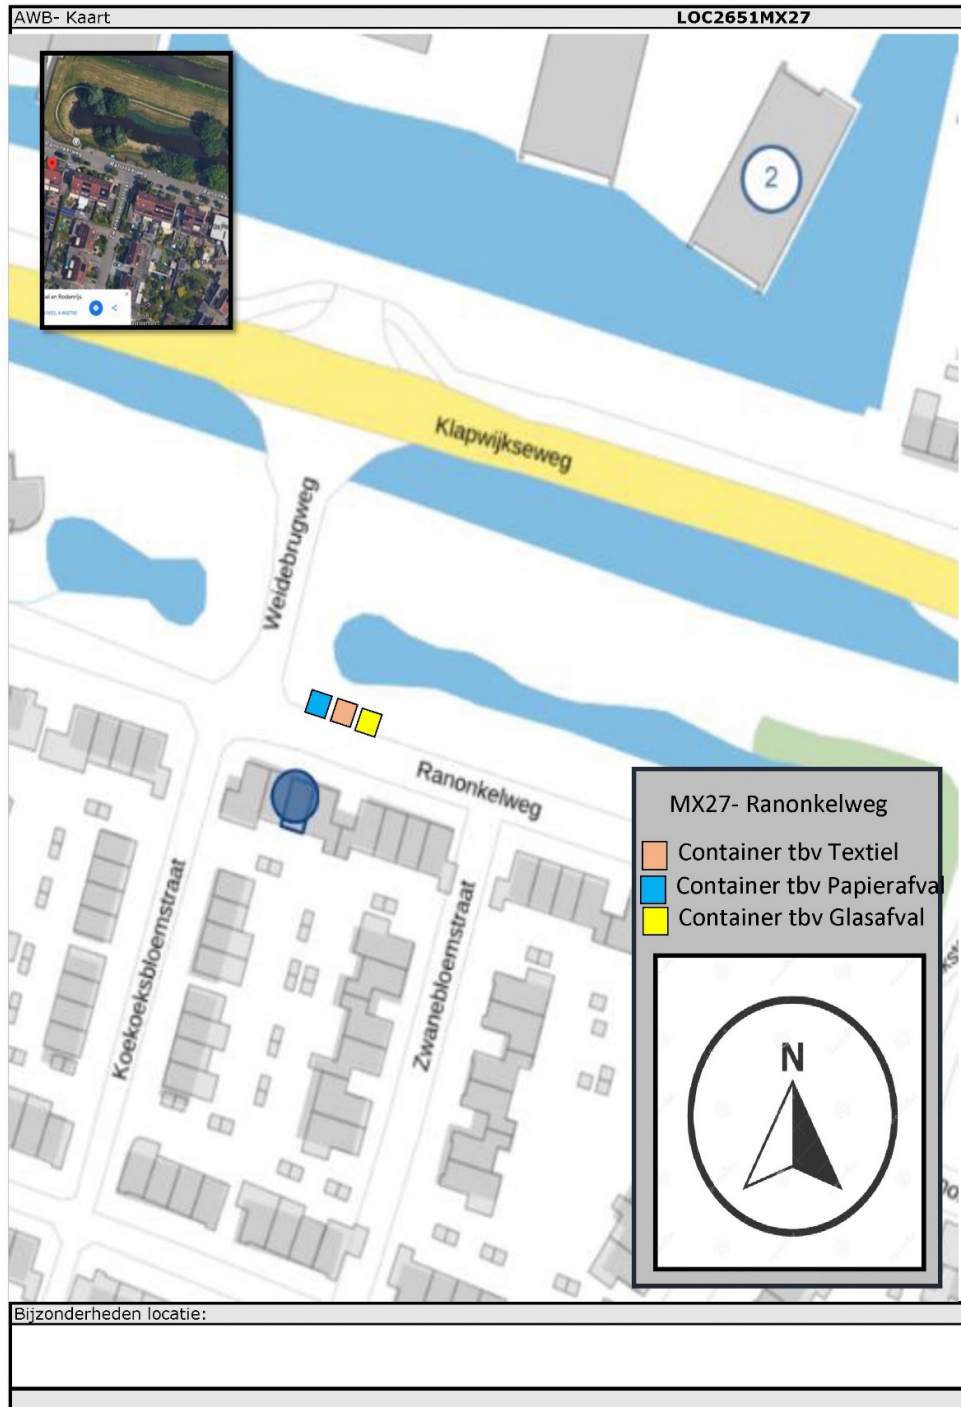 AWB- Kaart
LOC2651MX27
2
Klapwijkseweg
Weidebrugweg
Ranonkelweg
Koekoeksbloemstraat
Zwanebloemstraat
MX27- Ranonkelweg
Container tbv Textiel
Container tbv Papierafval
Container tbv Glasafval
N
Bijzonderheden locatie: